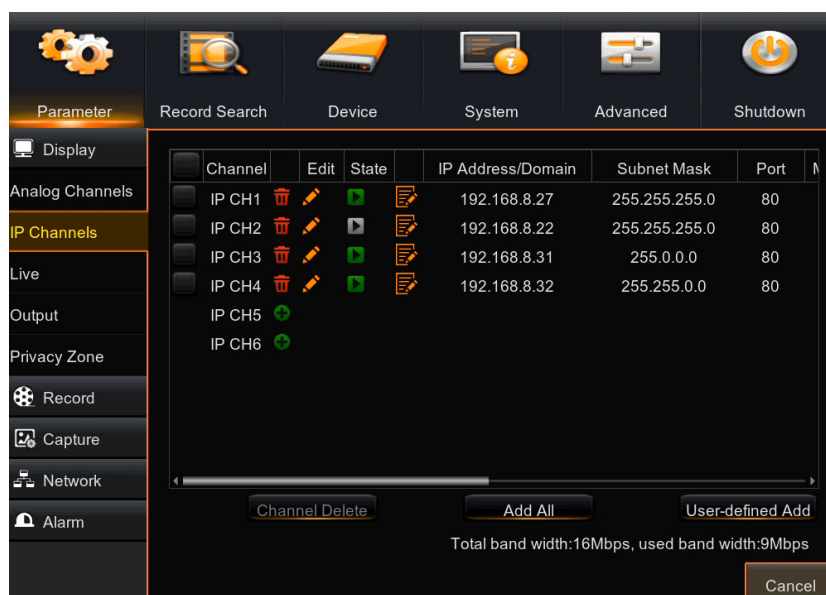 Parameter Record Search Device System Advanced Shutdown
Display
Analog Channels
IP Channels
Live
Output
Privacy Zone
Record
Capture
Network
Alarm
Channel Edit State IP Address/Domain Subnet Mask Port
IP CH1 192.168.8.27 255.255.255.0 80
IP CH2 192.168.8.22 255.255.255.0 80
IP CH3 192.168.8.31 255.0.0.0 80
IP CH4 192.168.8.32 255.255.0.0 80
IP CH5
IP CH6
Channel Delete Add All User-defined Add
Total band width:16Mbps, used band width:9Mbps
Cancel